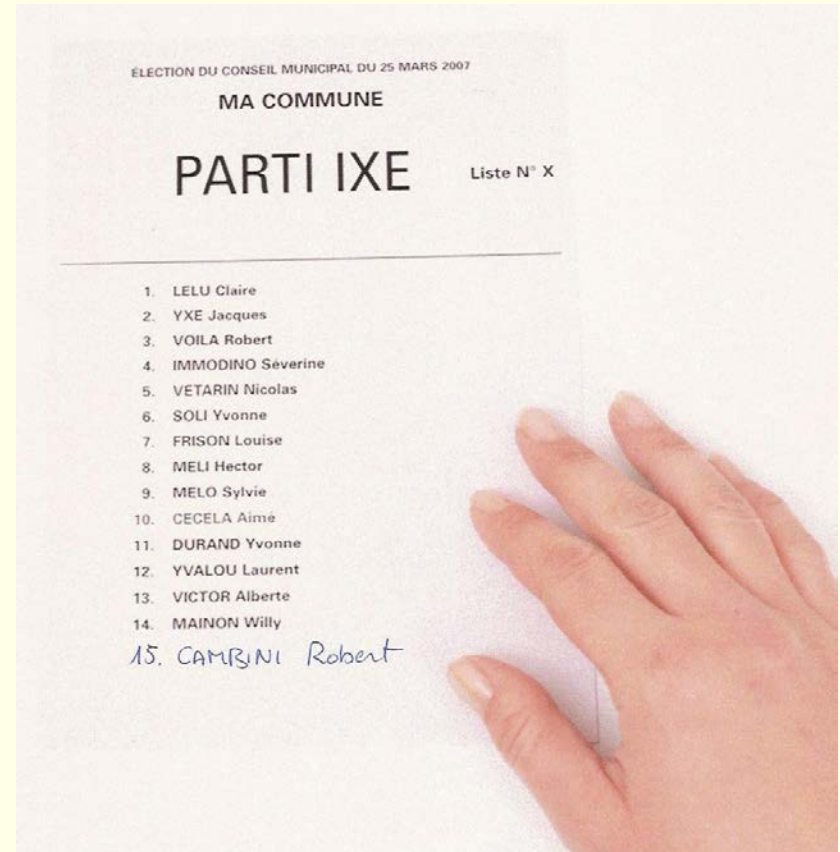 ÉLECTION DU CONSEIL MUNICIPAL DU 25 MARS 2007
MA COMMUNE
PARTI IXE Liste N° X
1. LELU Claire
2. YXE Jacques
3. VOILA Robert
4. IMMODINO Séverine
5. VETARIN Nicolas
6. SOLI Yvonne
7. FRISON Louise
8. MELI Hector
9. MELO Sylvie
10. CECELA Aimé
11. DURAND Yvonne
12. YVALOU Laurent
13. VICTOR Alberte
14. MAINON Willy
15. CAMBINI Robert